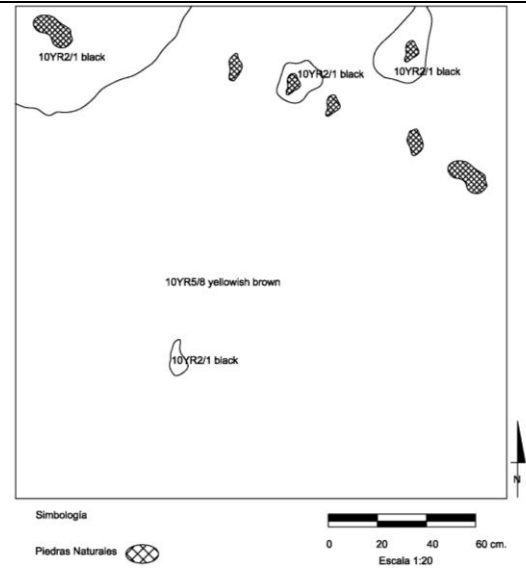 10YR2/1 black
10YR2/1 black
10YR2/1 black
10YR5/8 yellowish brown
10YR2/1 black
N
Simbología
Piedras Naturales
0 20 40 60 cm.
Escala 1:20